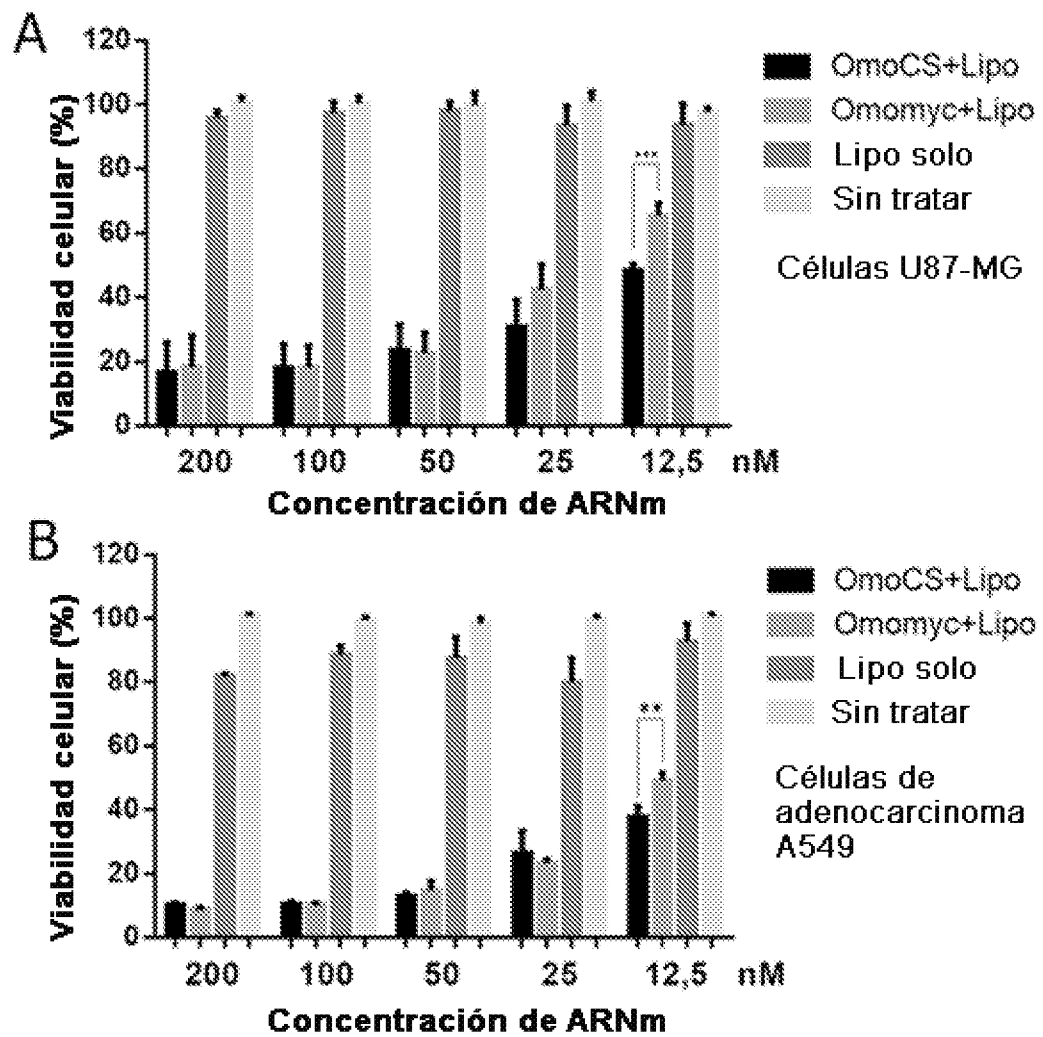 A
120
100
80
60
40
20
0
Viabilidad celular (%)
***
200 100 50 25 12,5 nM
Concentración de ARNm
OmoCS+Lipo
Omomyc+Lipo
Lipo solo
Sin tratar
Células U87-MG
B
120
100
80
60
40
20
0
Viabilidad celular (%)
**
200 100 50 25 12,5 nM
Concentración de ARNm
OmoCS+Lipo
Omomyc+Lipo
Lipo solo
Sin tratar
Células de
adenocarcinoma
A549